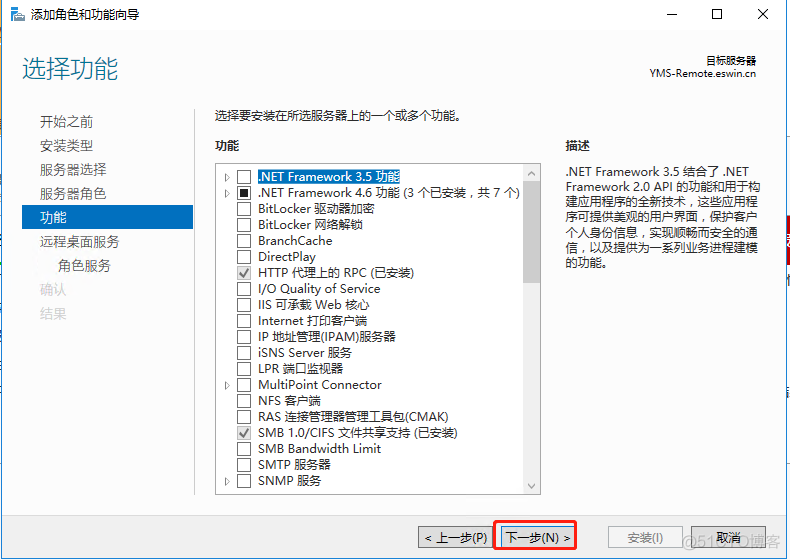 添加角色和功能向导
选择功能
目标服务器
YMS-Remote.eswin.cn
开始之前
安装类型
服务器选择
服务器角色
功能
远程桌面服务
角色服务
确认
结果
选择要安装在所选服务器上的一个或多个功能。
功能
.NET Framework 3.5 功能
.NET Framework 4.6 功能 (3 个已安装，共 7 个)
BitLocker 驱动器加密
BitLocker 网络解锁
BranchCache
DirectPlay
HTTP 代理上的 RPC (已安装)
I/O Quality of Service
IIS 可承载 Web 核心
Internet 打印客户端
IP 地址管理(IPAM)服务器
iSNS Server 服务
LPR 端口监视器
MultiPoint Connector
NFS 客户端
RAS 连接管理器管理工具包(CMAK)
SMB 1.0/CIFS 文件共享支持 (已安装)
SMB Bandwidth Limit
SMTP 服务器
SNMP 服务
描述
.NET Framework 3.5 结合了 .NET
Framework 2.0 API 的功能和用于构
建应用程序的全新技术，这些应用程
序可提供美观的用户界面，保护客户
个人身份信息，实现顺畅而安全的通
信，以及提供为一系列业务进程建模
的功能。
< 上一步(P)
下一步(N) >
安装(I)
取消
@51CTO博客